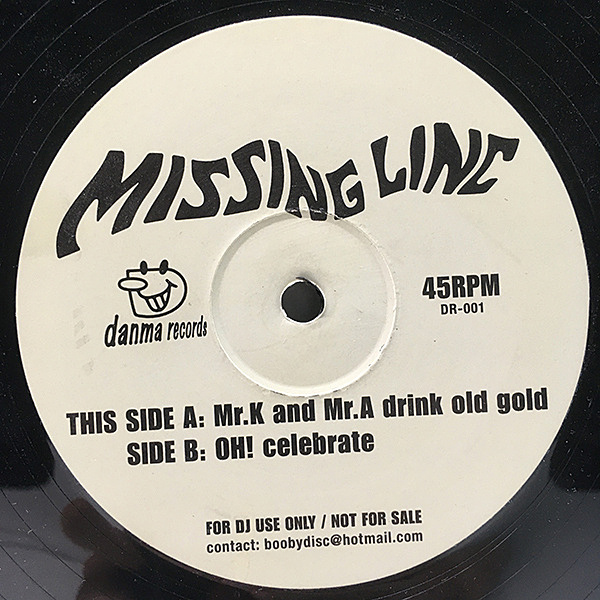 MISSING LINC
danma records
45RPM
DR-001
THIS SIDE A: Mr.K and Mr.A drink old gold
SIDE B: OH! celebrate
FOR DJ USE ONLY / NOT FOR SALE
contact: boobydisc@hotmail.com